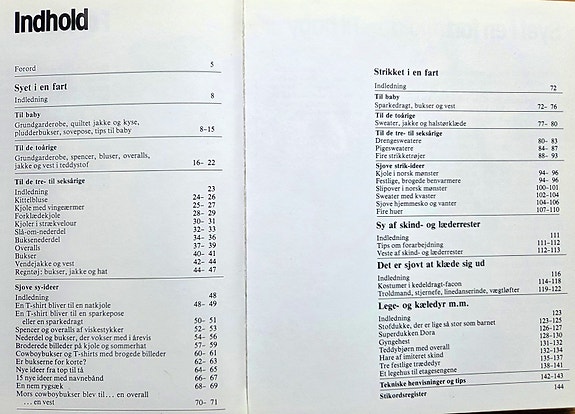 Indhold
Forord 5
Syet i en fart
Indledning 8
Til baby
Grundgarderobe, quiltet jakke og kyse,
pludderbukser, sovepose, tips til baby 8–15
Til de toårige
Grundgarderobe, spencer, bluser, overalls,
jakke og vest i teddystof 16– 22
Til de tre- til seksårige
Indledning 23
Kittelbluse 24– 26
Kjole med vingeærmer 25– 27
Forklædekjole 28– 29
Kjoler i strækvelour 30– 31
Slå-om-nederdel 32– 33
Buksenederdel 34– 36
Overalls 37– 39
Bukser 40– 41
Vendejakke og vest 42– 44
Regntøj: bukser, jakke og hat 44– 47
Sjove sy-ideer
Indledning 48
En T-shirt bliver til en natkjole 48– 49
En T-shirt bliver til en sparkepose
eller en sparkedragt 50– 51
Spencer og overalls af viskestykker 52– 53
Nederdel og bukser, der vokser med i årevis 54– 56
Broderede billeder på kjole og sommerhat 57– 59
Cowboybukser og T-shirts med brogede billeder 60– 61
Er bukserne for korte? 62– 63
Nye ideer fra top til tå 64– 65
15 nye ideer med navnebånd 66– 67
En nem rygsæk 68– 69
Mors cowboybukser blev til... en overall
... en vest 70– 71
Strikket i en fart
Indledning 72
Til baby
Sparkedragt, bukser og vest 72– 76
Til de toårige
Sweater, jakke og halstørklæde 77– 80
Til de tre- til seksårige
Drengesweater 80– 83
Pigesweater 84– 87
Fire strikketrøjer 88– 93
Sjove strik-ideer
Kjole i norsk mønster 94– 96
Festlige, brogede benvarmere 94– 96
Slipover i norsk mønster 100–101
Sweater med kvaster 102–104
Sjove hjemmesko og vanter 104–106
Fire huer 107–110
Sy af skind- og læderrester
Indledning 111
Tips om forarbejdning 111–112
Veste af skind- og læderrester 112–113
Det er sjovt at klæde sig ud
Indledning 116
Kostumer i kedeldragt-facon 114–118
Troldmand, stjernefe, linedanserinde, vægtløfter 119–122
Lege- og kæledyr m.m.
Indledning 123
Stofdukke, der er lige så stor som barnet 123–125
Superdukken Dora 126–127
Gyngehest 128–130
Teddybjørn med overall 131–132
Hare af imiteret skind 132–134
Tre festlige trædedyr 135–137
Et legehus til etagesengene 138–141
Tekniske henvisninger og tips 142–143
Stikordsregister 144